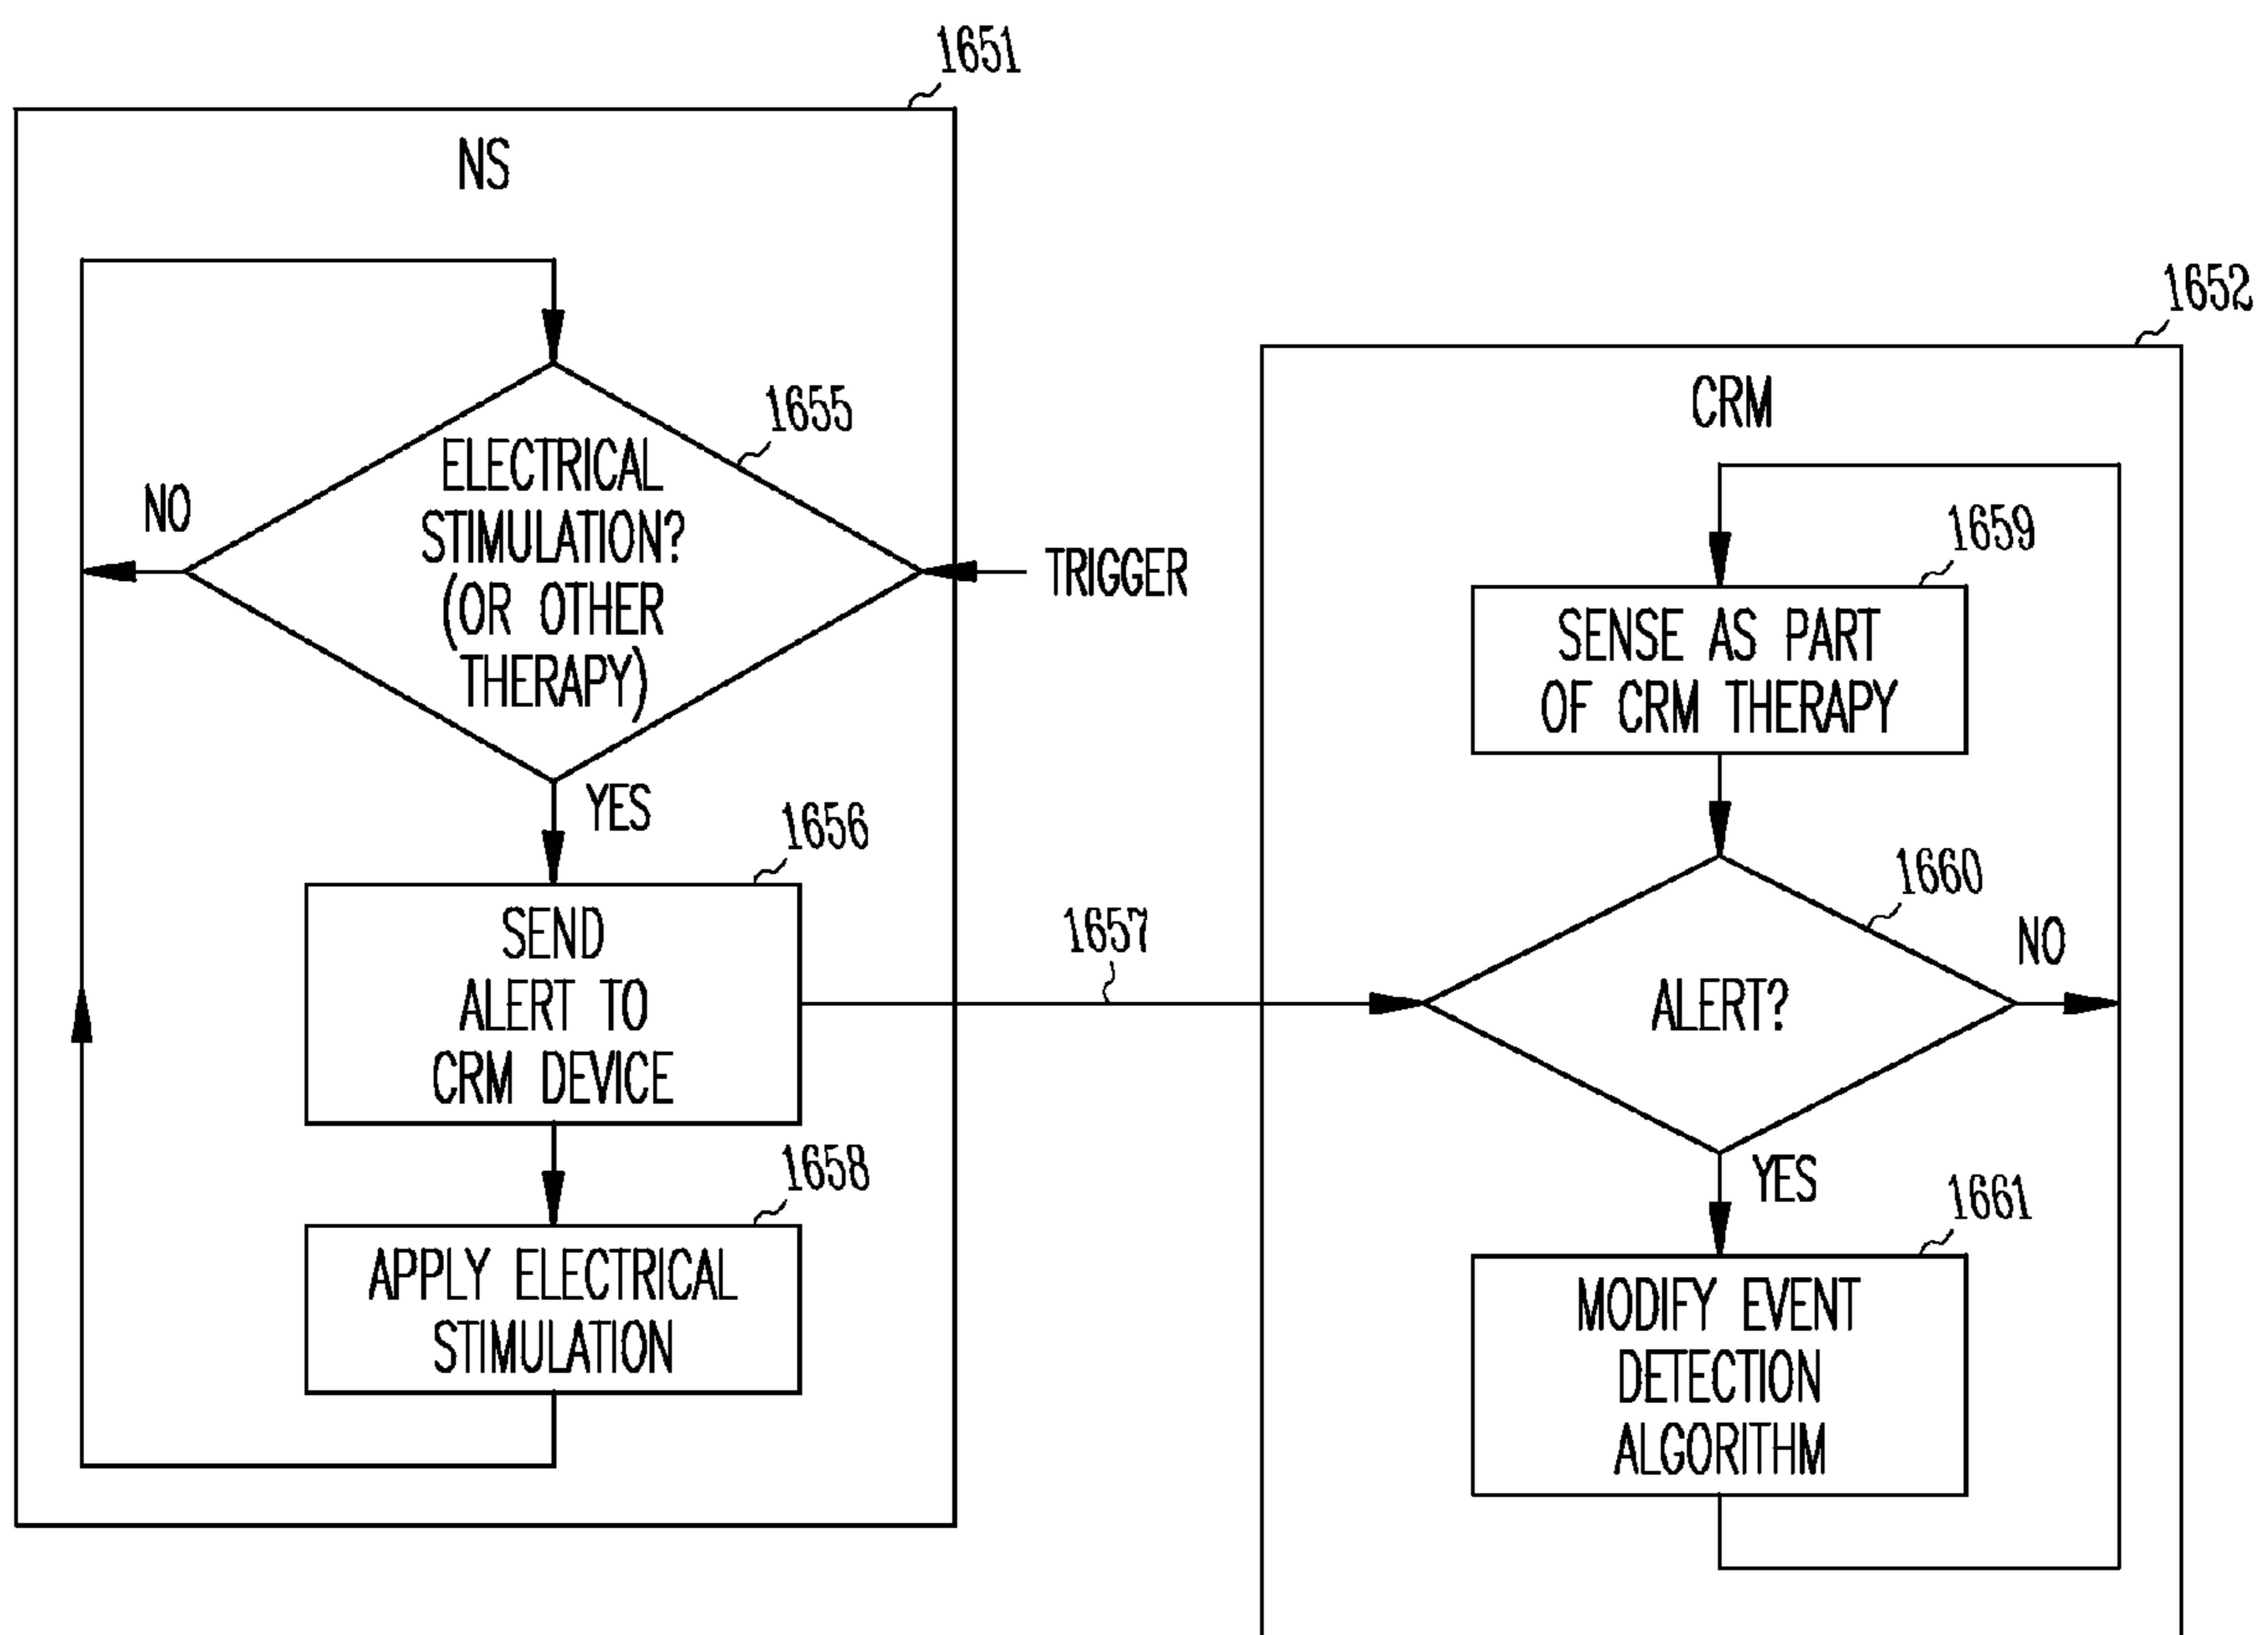 1651
NS
1655
ELECTRICAL
STIMULATION?
(OR OTHER
THERAPY)
NO
TRIGGER
YES
1656
SEND
ALERT TO
CRM DEVICE
1657
1658
APPLY ELECTRICAL
STIMULATION
1652
CRM
1659
SENSE AS PART
OF CRM THERAPY
1660
NO
ALERT?
YES
1661
MODIFY EVENT
DETECTION
ALGORITHM